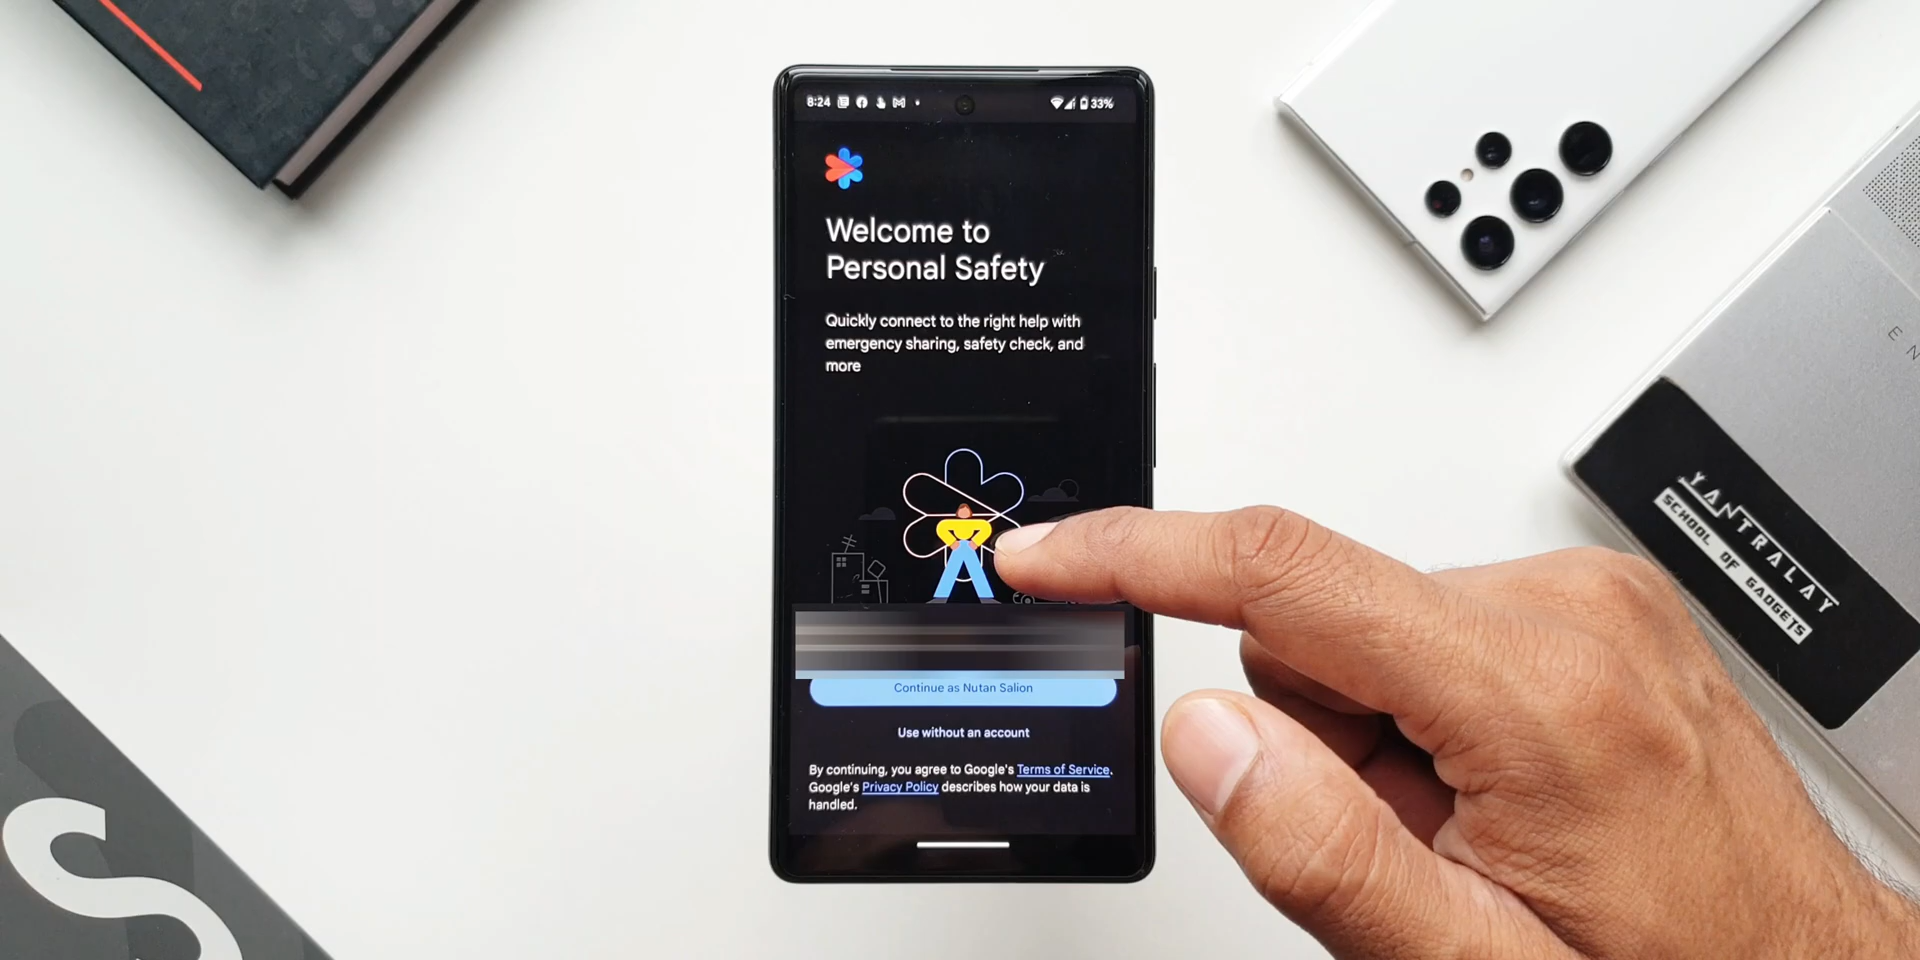 8:24
33%
Welcome to
Personal Safety
Quickly connect to the right help with
emergency sharing, safety check, and
more
Continue as Nutan Salion
Use without an account
By continuing, you agree to Google's Terms of Service.
Google's Privacy Policy describes how your data is
handled.
YANTRALAY
SCHOOL OF GADGETS
E N
S